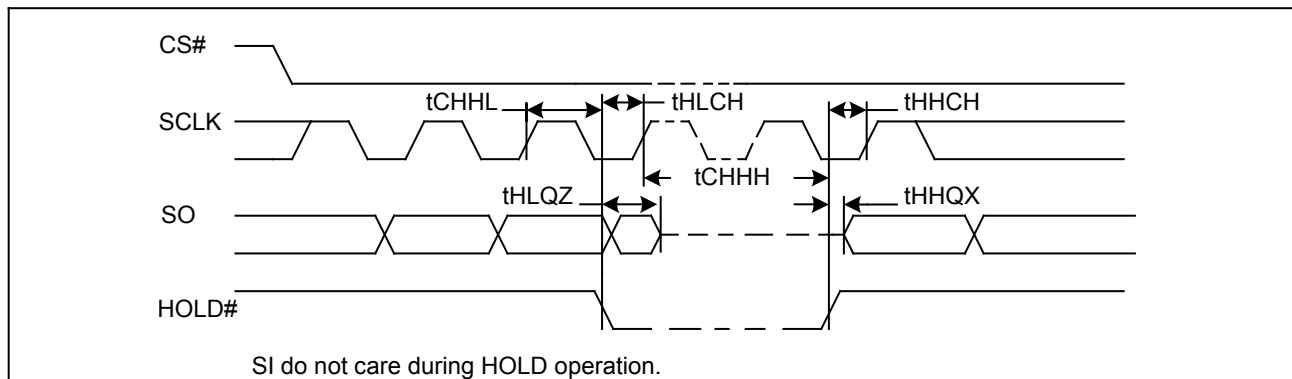 CS#
tCHHL
tHLCH
tHHCH
SCLK
tCHHH
tHLQZ
tHHQX
SO
HOLD#
SI do not care during HOLD operation.